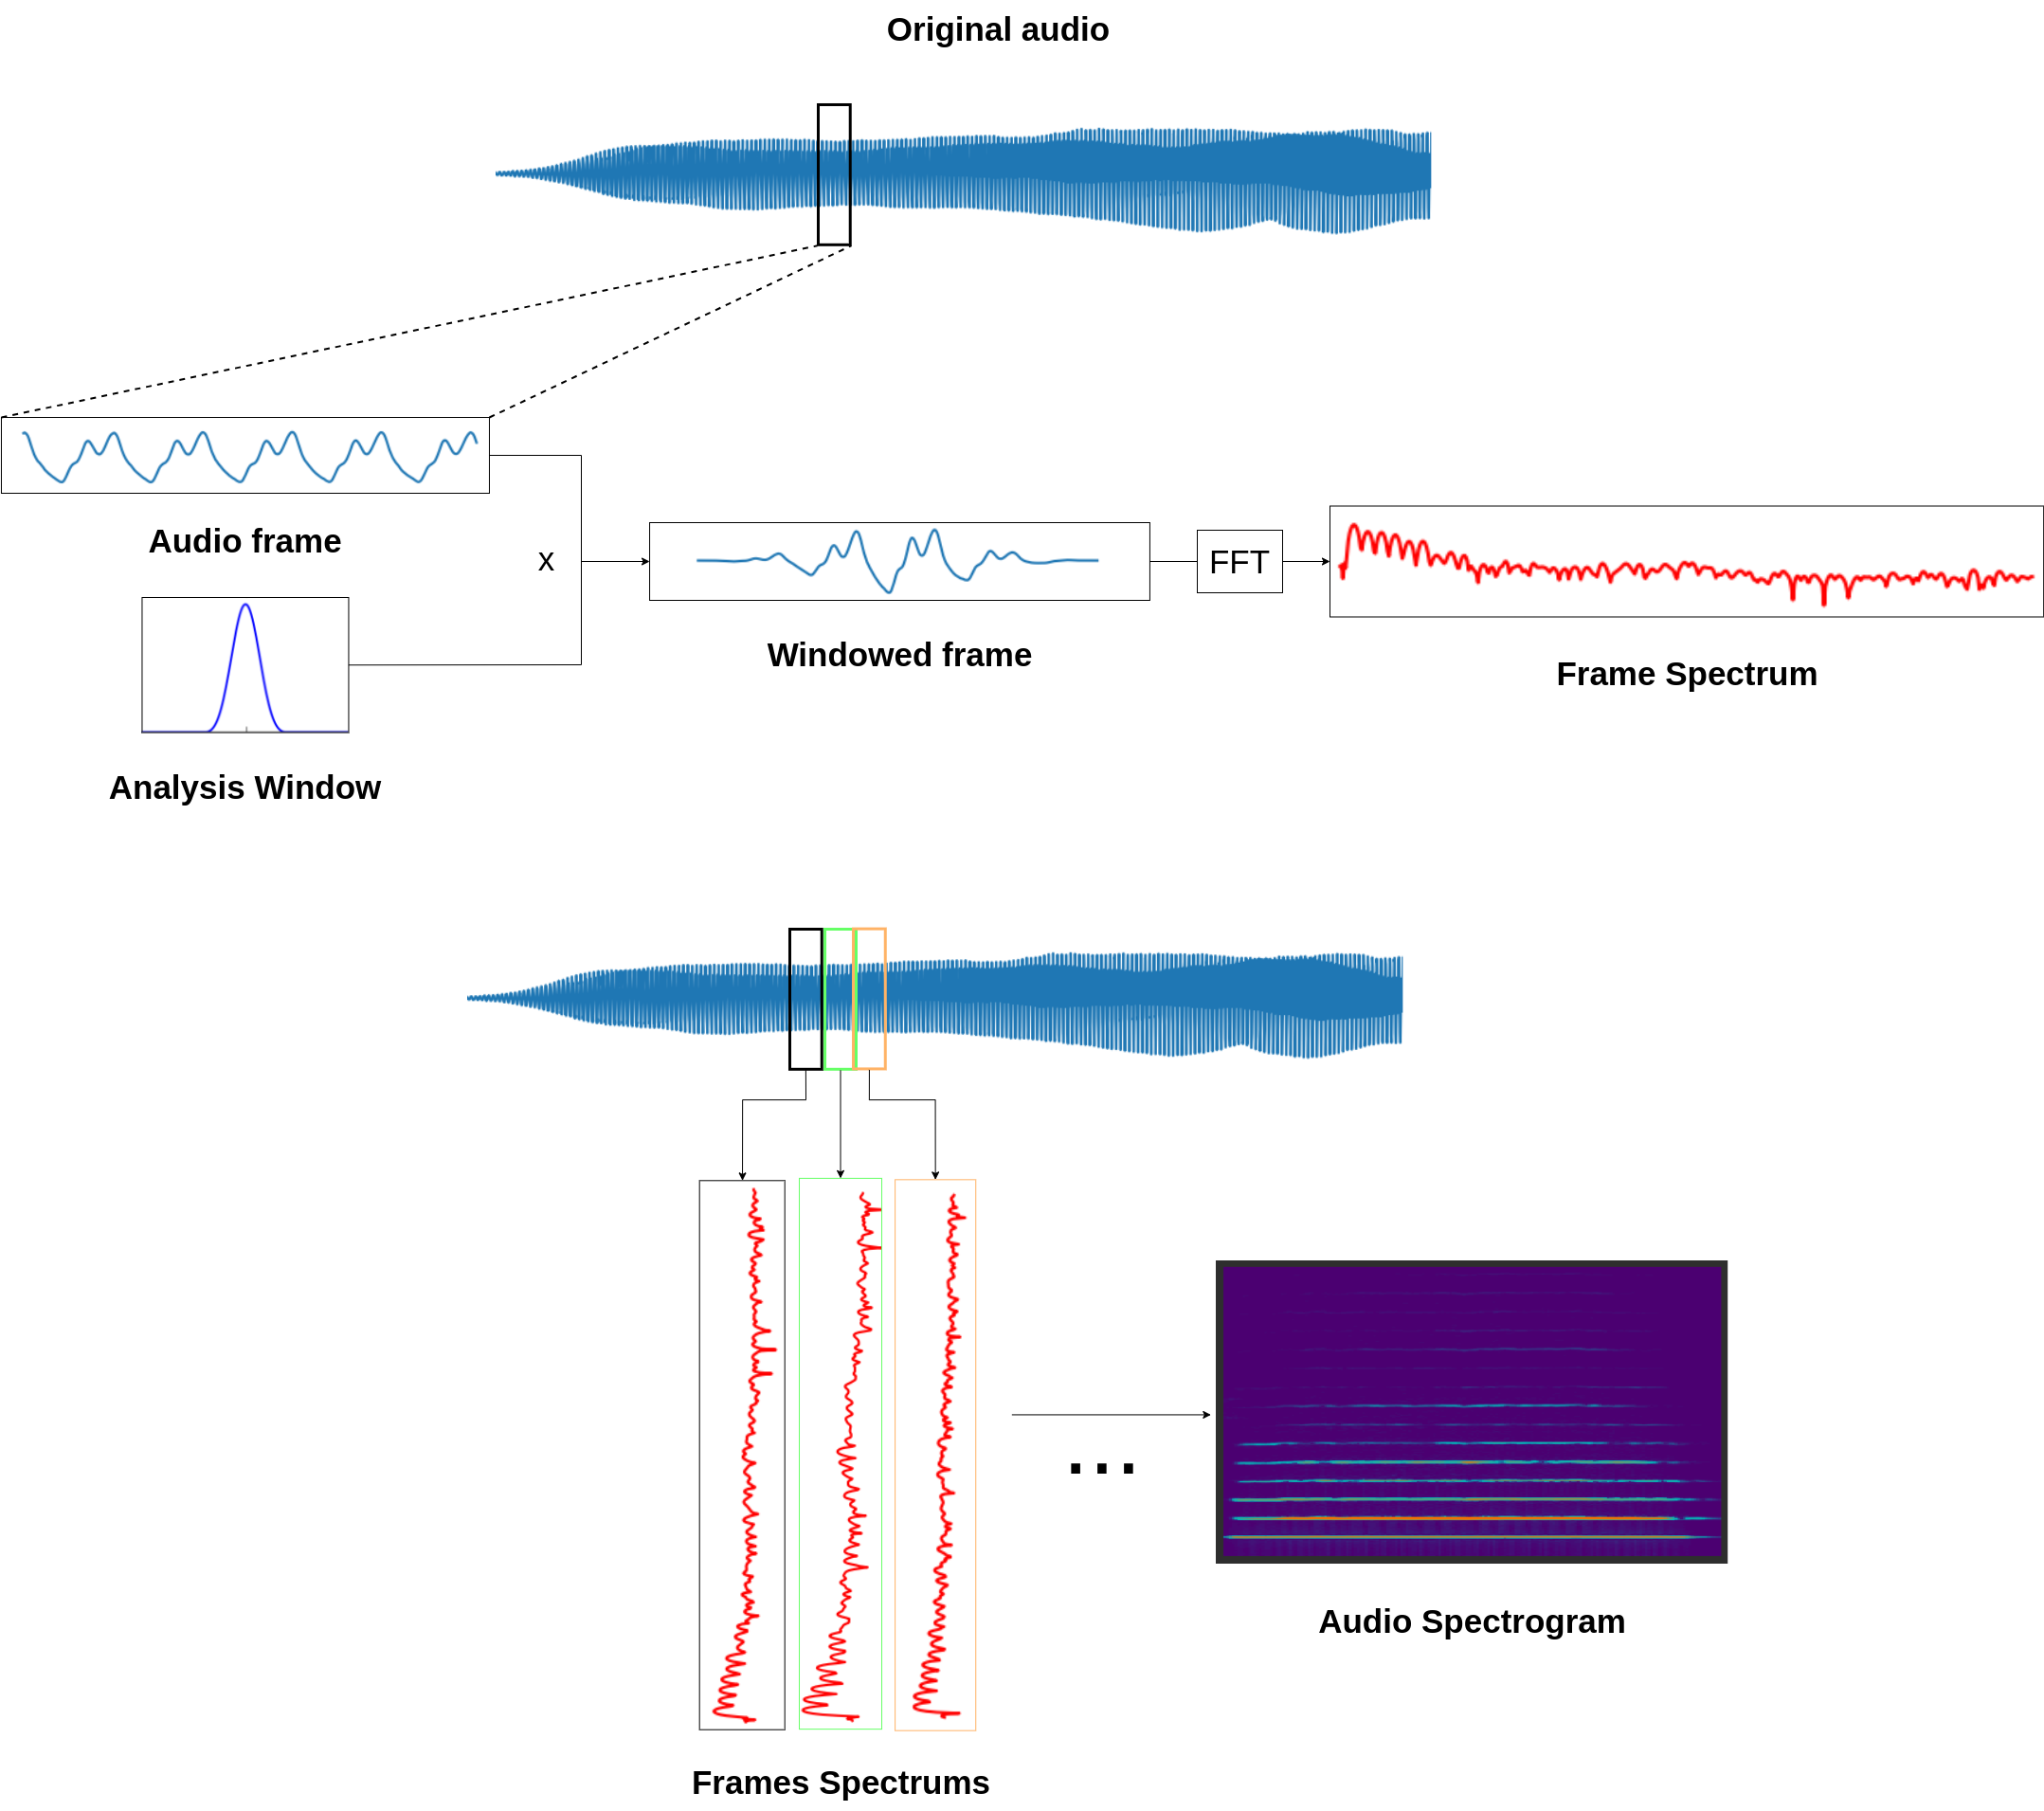 Original audio
Audio frame
x
FFT
Windowed frame
Frame Spectrum
Analysis Window
...
Audio Spectrogram
Frames Spectrums